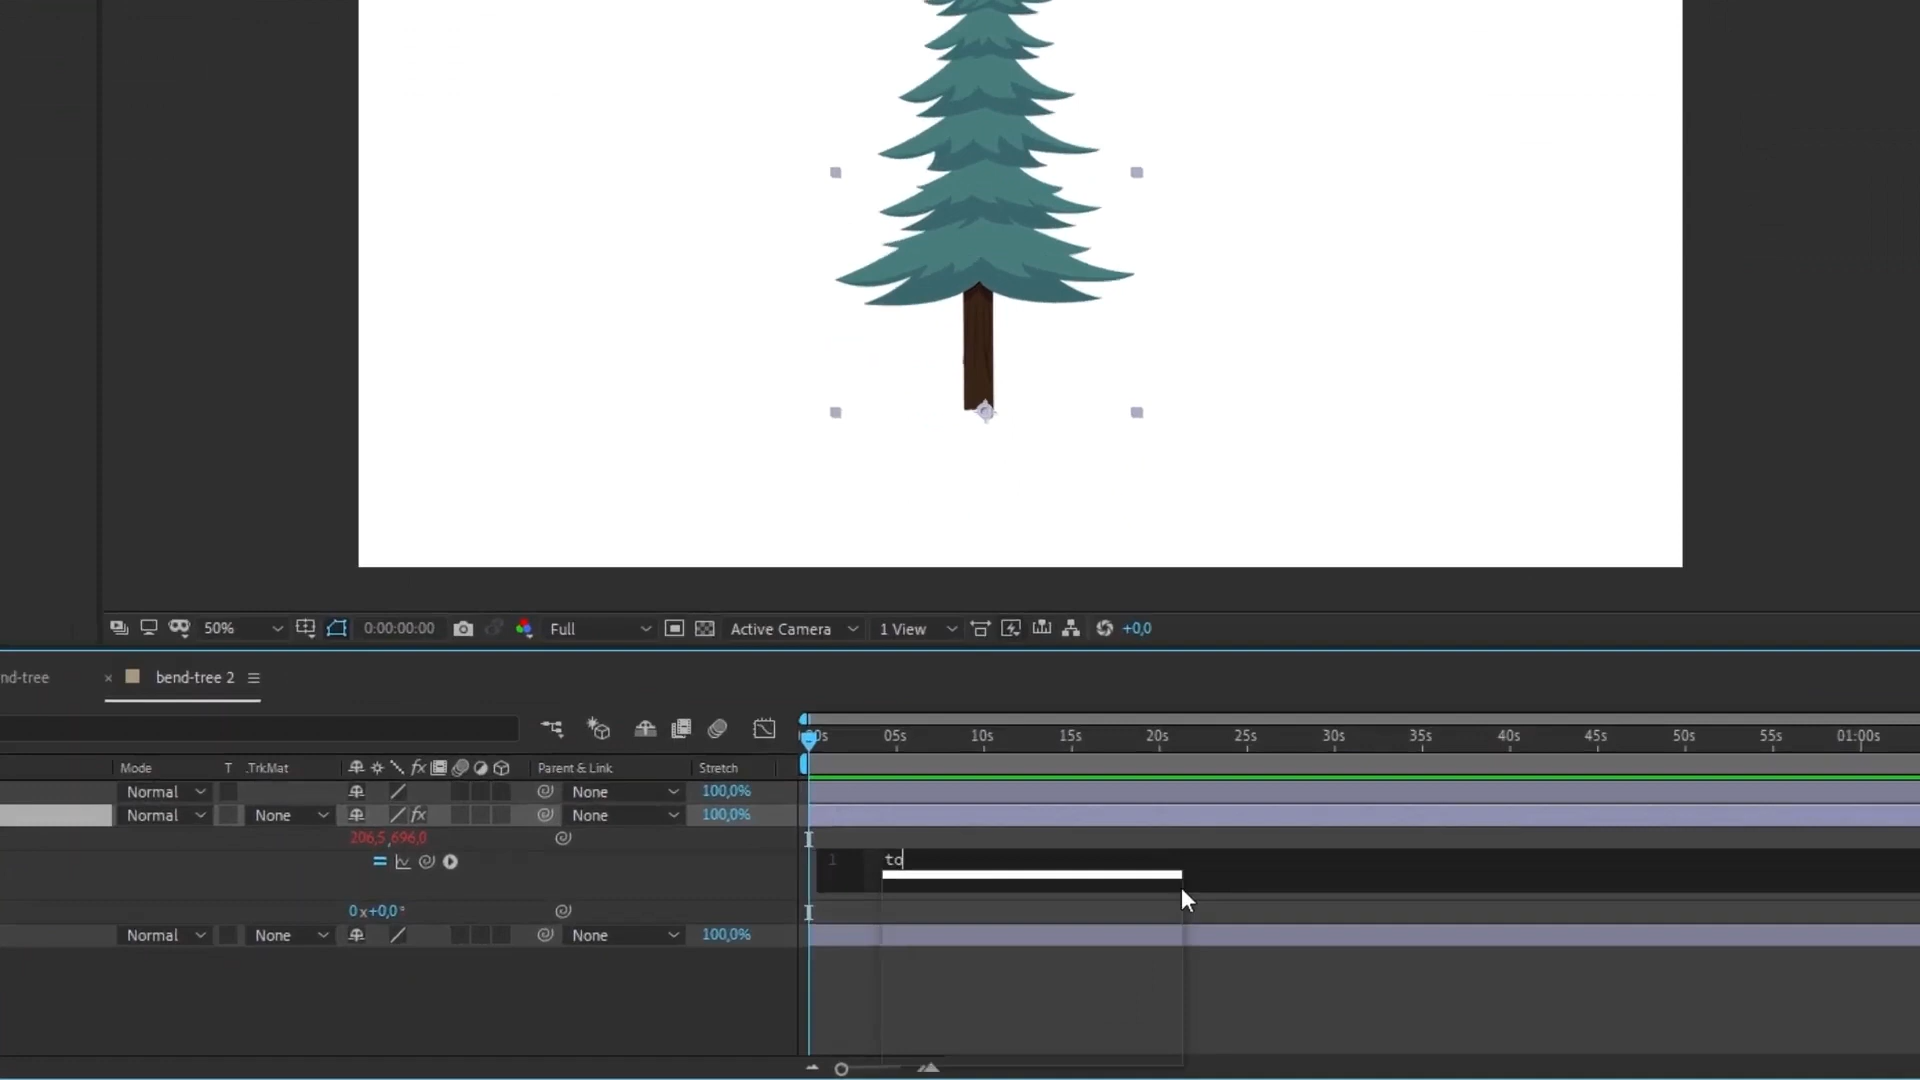 50%
0:00:00:00
Full
Active Camera
1 View
+0,0
nd-tree
× bend-tree 2
0s 05s 10s 15s 20s 25s 30s 35s 40s 45s 50s 55s 01:00s
Mode T .TrkMat fx Parent & Link Stretch
Normal None 100,0%
Normal None fx None 100,0%
206,5,696,0
1 to
0x+0,0°
Normal None None 100,0%